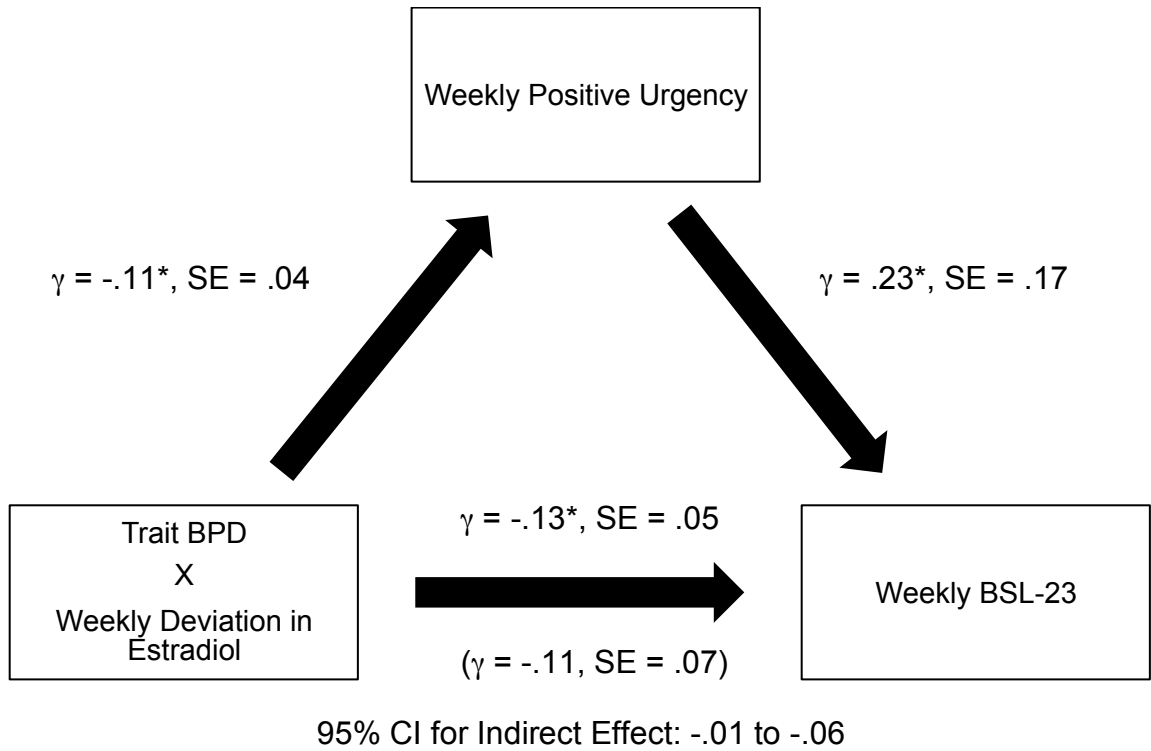 Weekly Positive Urgency
γ = -.11*, SE = .04
γ = .23*, SE = .17
Trait BPD
X
Weekly Deviation in
Estradiol
γ = -.13*, SE = .05
(γ = -.11, SE = .07)
Weekly BSL-23
95% CI for Indirect Effect: -.01 to -.06